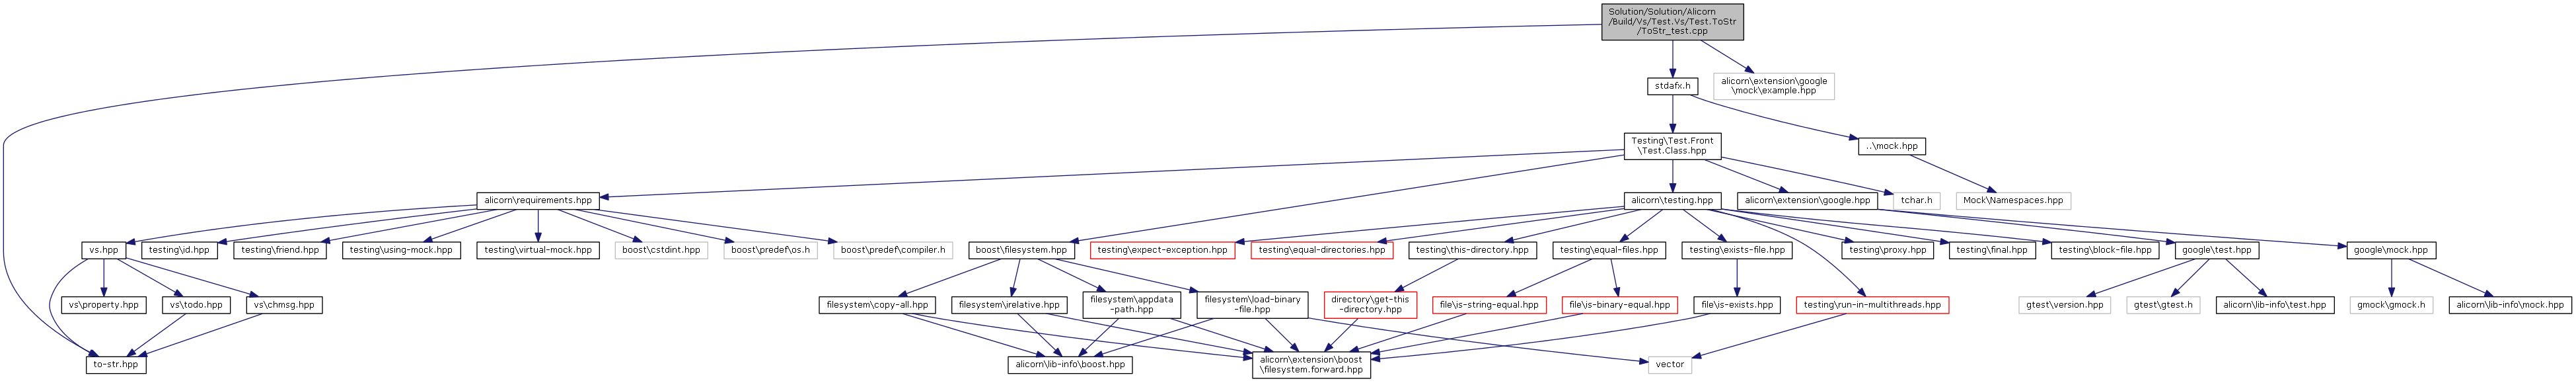 Solution/Solution/Alicorn
/Build/Vs/Test.Vs/Test.ToStr
/ToStr_test.cpp
stdafx.h
alicorn\extension\google
\mock\example.hpp
Testing\Test.Front
\Test.Class.hpp
..\mock.hpp
alicorn\requirements.hpp
alicorn\testing.hpp
alicorn\extension\google.hpp
tchar.h
Mock\Namespaces.hpp
vs.hpp
testing\id.hpp
testing\friend.hpp
testing\using-mock.hpp
testing\virtual-mock.hpp
boost\cstdint.hpp
boost\predef\os.h
boost\predef\compiler.h
boost\filesystem.hpp
testing\expect-exception.hpp
testing\equal-directories.hpp
testing\this-directory.hpp
testing\equal-files.hpp
testing\exists-file.hpp
testing\proxy.hpp
testing\final.hpp
testing\block-file.hpp
google\test.hpp
google\mock.hpp
vs\property.hpp
vs\todo.hpp
vs\chmsg.hpp
filesystem\copy-all.hpp
filesystem\irelative.hpp
filesystem\appdata
-path.hpp
filesystem\load-binary
-file.hpp
directory\get-this
-directory.hpp
file\is-string-equal.hpp
file\is-binary-equal.hpp
file\is-exists.hpp
testing\run-in-multithreads.hpp
gtest\version.hpp
gtest\gtest.h
alicorn\lib-info\test.hpp
gmock\gmock.h
alicorn\lib-info\mock.hpp
to-str.hpp
alicorn\lib-info\boost.hpp
alicorn\extension\boost
\filesystem.forward.hpp
vector